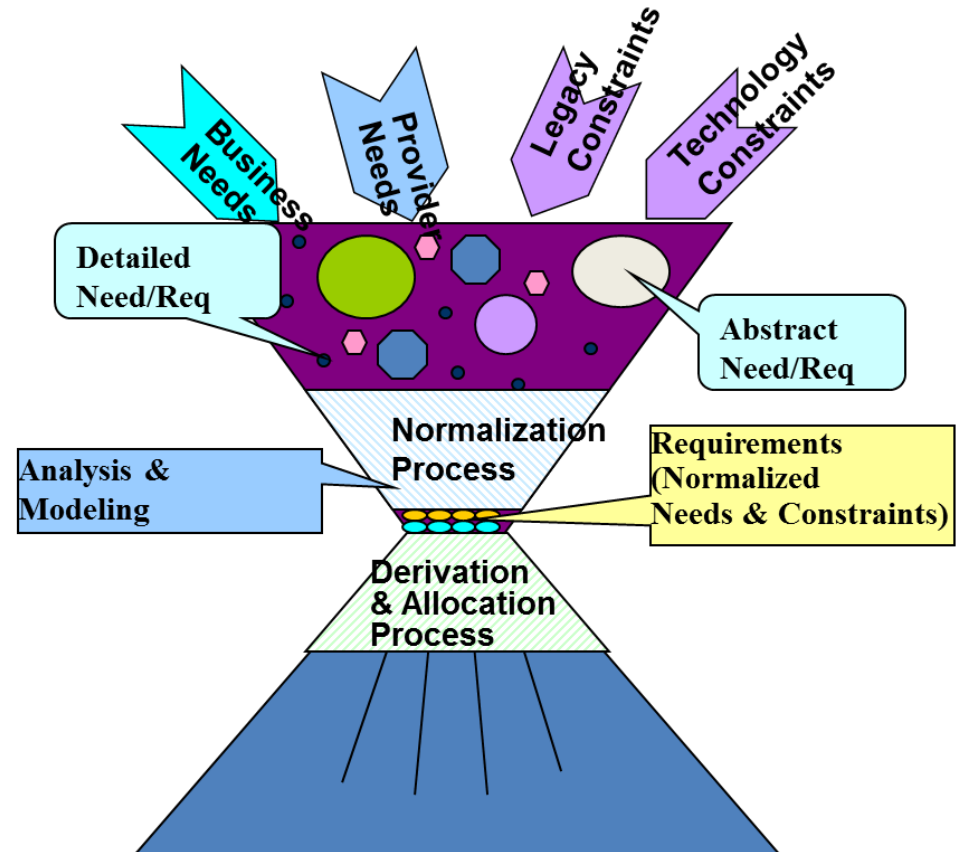 Business
Needs
Provider
Needs
Legacy
Constraints
Technology
Constraints
Detailed
Need/Req
Abstract
Need/Req
Normalization
Process
Analysis &
Modeling
Requirements
(Normalized
Needs & Constraints)
Derivation
& Allocation
Process